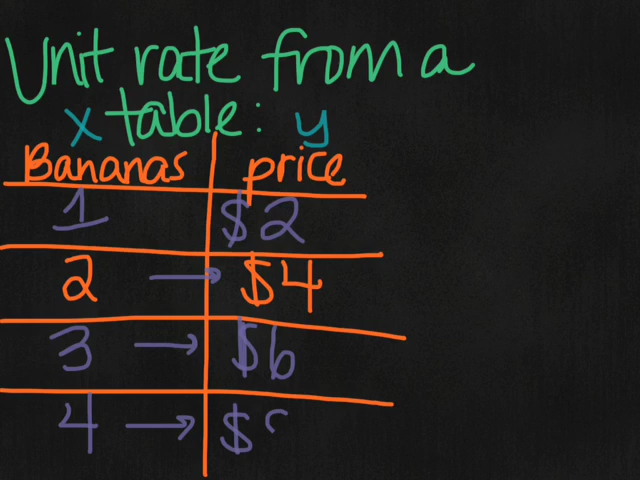 Unit rate from a
table:
x y
Bananas price
1 $2
2 → $4
3 → $6
4 → $